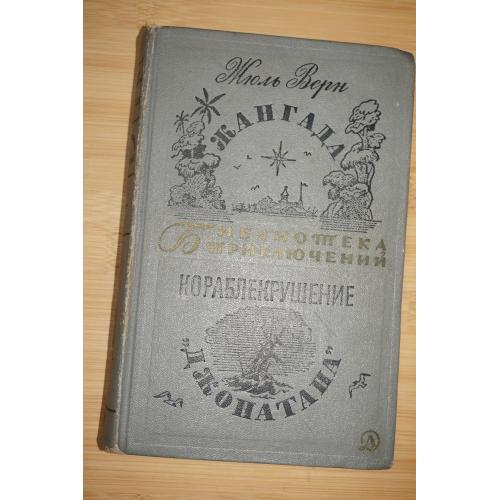 Жюль Верн
ЖАНГАДА
БИБЛИОТЕКА
ПРИКЛЮЧЕНИЙ
КОРАБЛЕКРУШЕНИЕ
„ДЖОНАТАНА”